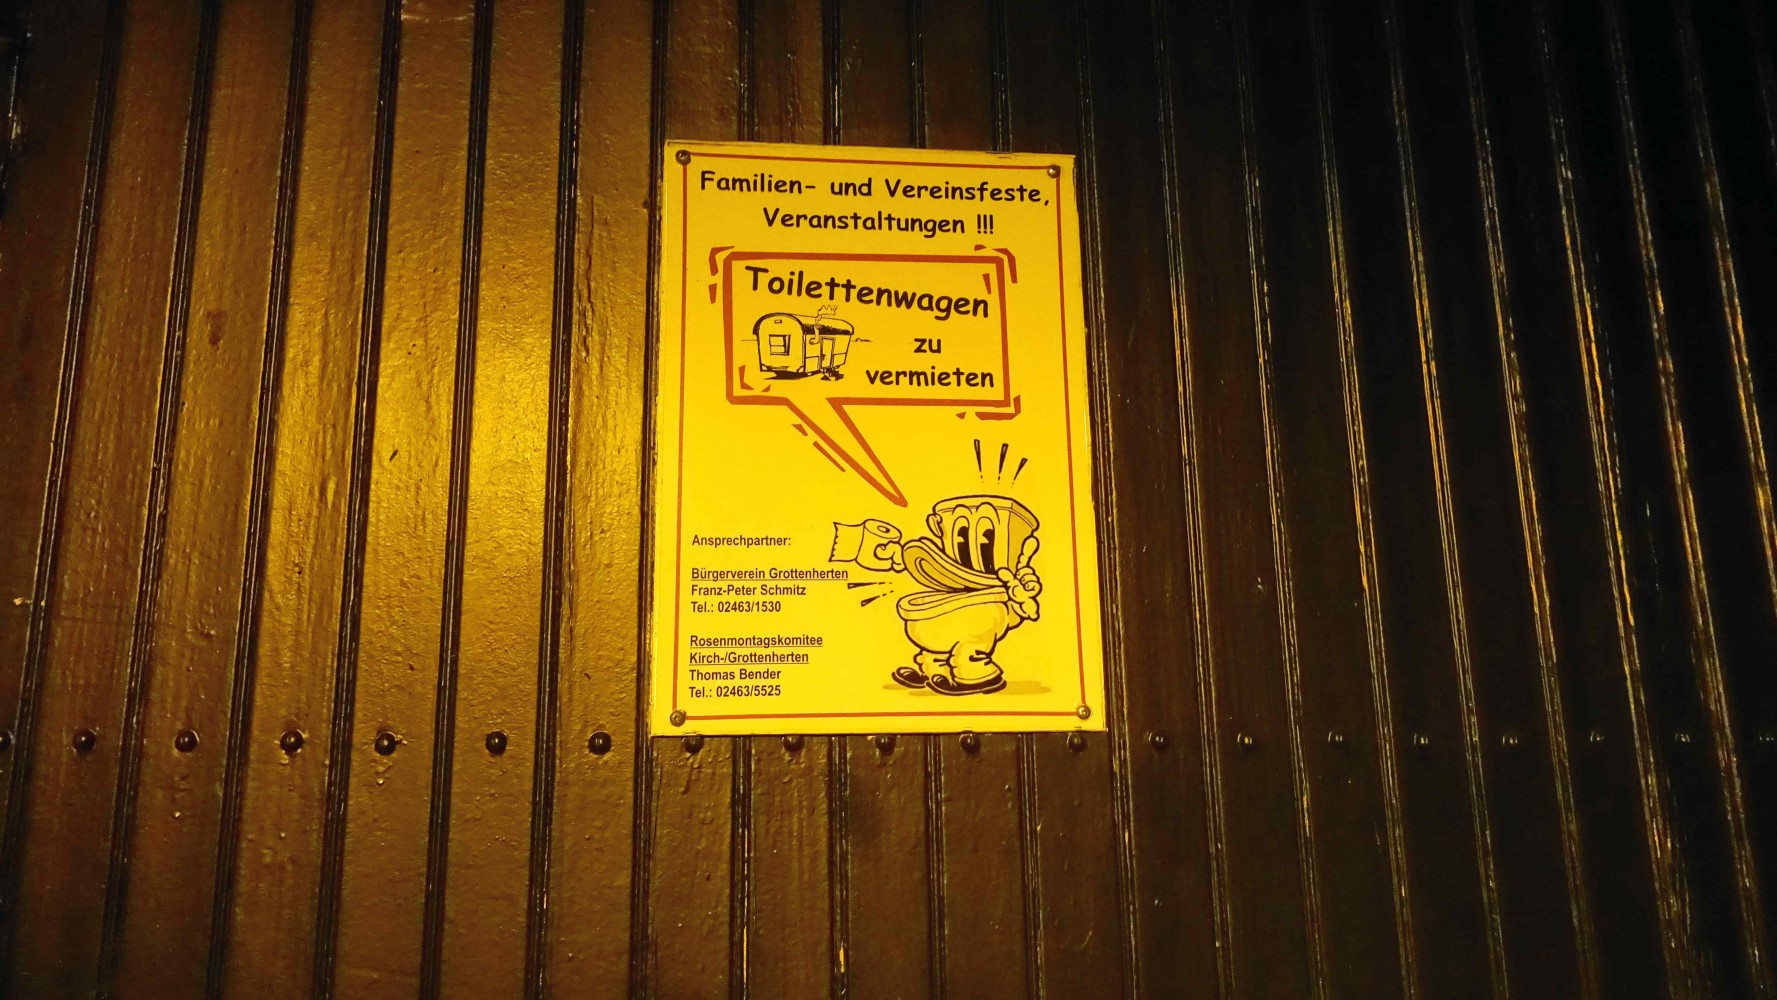 Familien- und Vereinsfeste,
Veranstaltungen !!!
Toilettenwagen
zu
vermieten
Ansprechpartner:
Bürgerverein Grottenherten
Franz-Peter Schmitz
Tel.: 02463/1530
Rosenmontagskomitee
Kirch-/Grottenherten
Thomas Bender
Tel.: 02463/5525